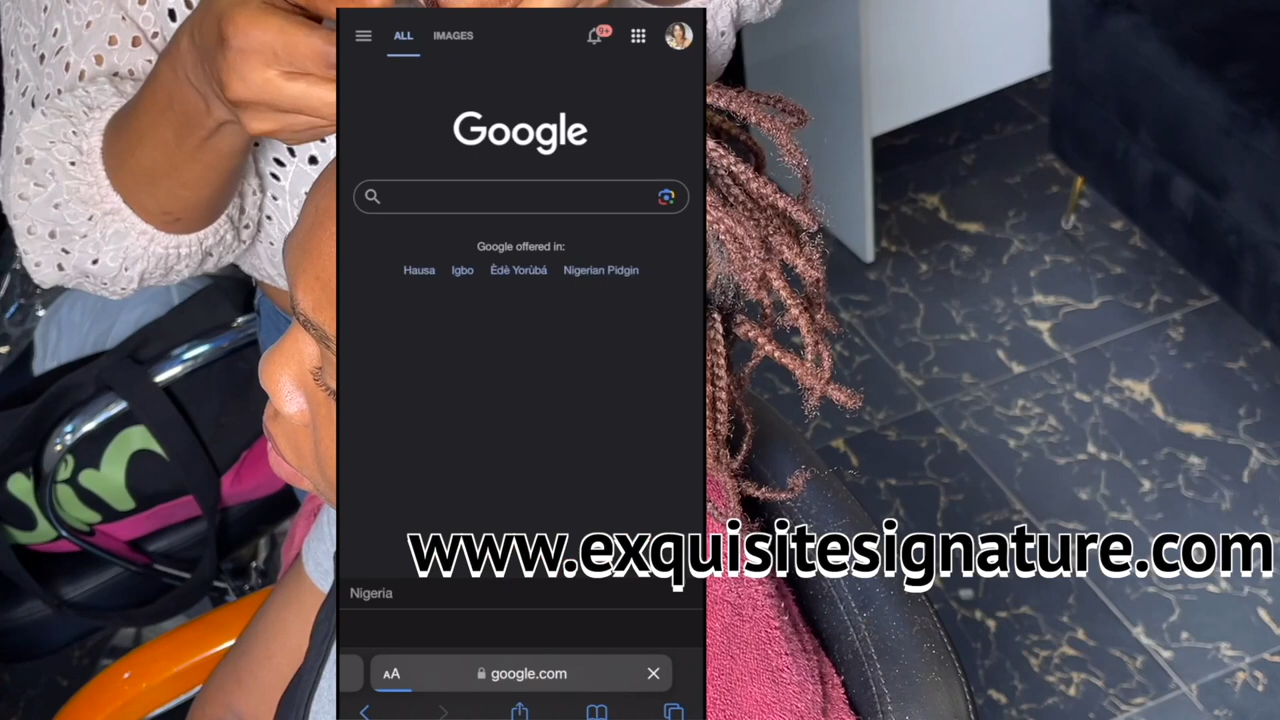 ALL IMAGES
9+
Google
Google offered in:
Hausa Igbo Èdè Yorùbá Nigerian Pidgin
www.exquisitesignature.com
Nigeria
AA google.com